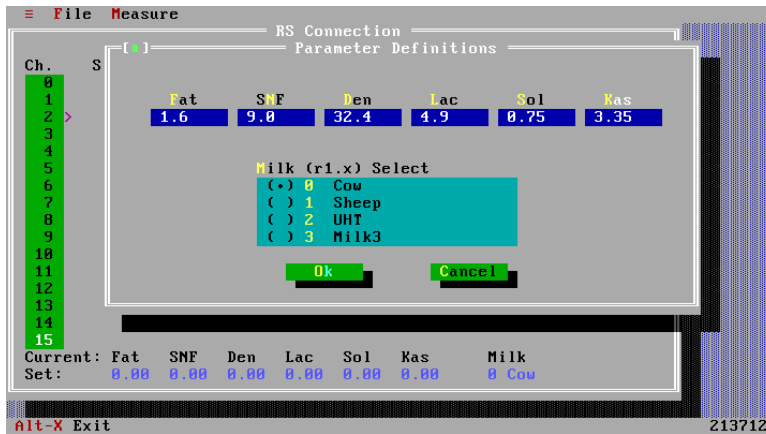 ≡ File Measure
RS Connection
[▪] Parameter Definitions
Ch. S
Fat SNF Den Lac Sol Kas
1.6 9.0 32.4 4.9 0.75 3.35
0
1
2 >
3
4
5
6
7
8
9
10
11
12
13
14
15
Milk (r1.x) Select
(•) 0 Cow
( ) 1 Sheep
( ) 2 UHT
( ) 3 Milk3
Ok Cancel
Current: Fat SNF Den Lac Sol Kas Milk
Set: 0.00 0.00 0.00 0.00 0.00 0.00 0 Cow
Alt-X Exit 213712